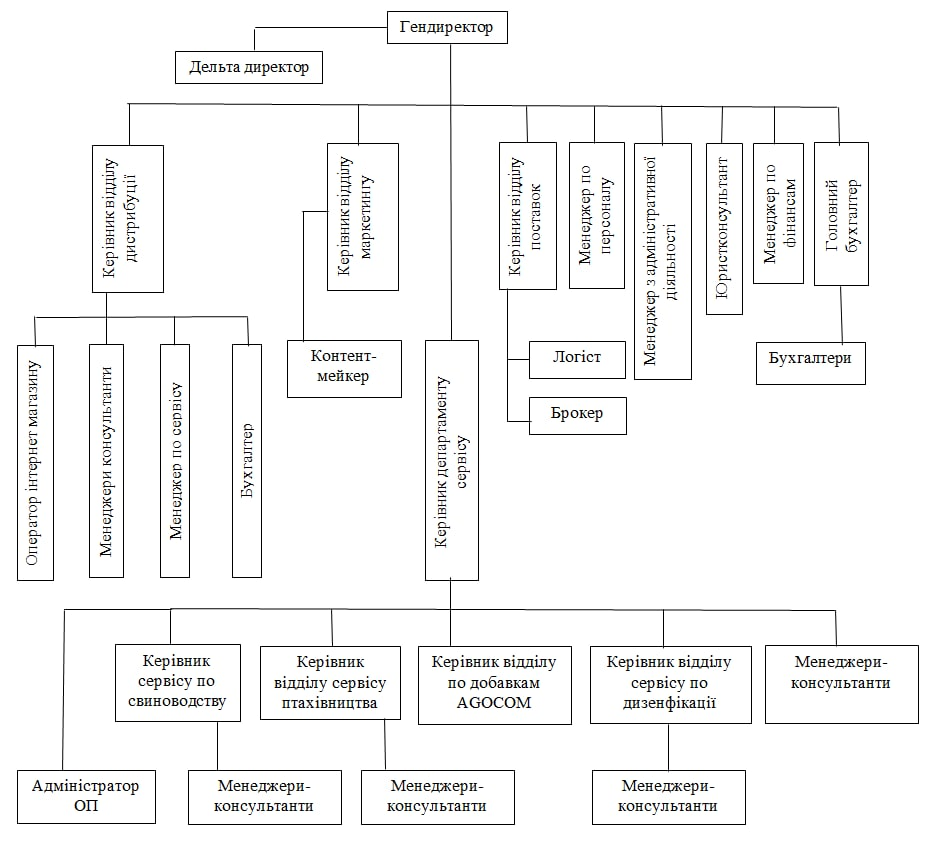 Гендиректор
Дельта директор
Керівник відділу
дистрибуції
Керівник відділу
маркетингу
Керівник відділу
поставок
Менеджер по
персоналу
Менеджер з адміністративної
діяльності
Юристконсультант
Менеджер по
фінансам
Головний
бухгалтер
Оператор інтернет магазину
Менеджери консультанти
Менеджер по сервісу
Бухгалтер
Контент-
мейкер
Керівник департаменту
сервісу
Логіст
Брокер
Бухгалтери
Керівник
сервісу по
свиноводству
Керівник
відділу сервісу
птахівництва
Керівник відділу
по добавкам
AGOCOM
Керівник відділу
сервісу по
дизенфікації
Менеджери-
консультанти
Адміністратор
ОП
Менеджери-
консультанти
Менеджери-
консультанти
Менеджери-
консультанти